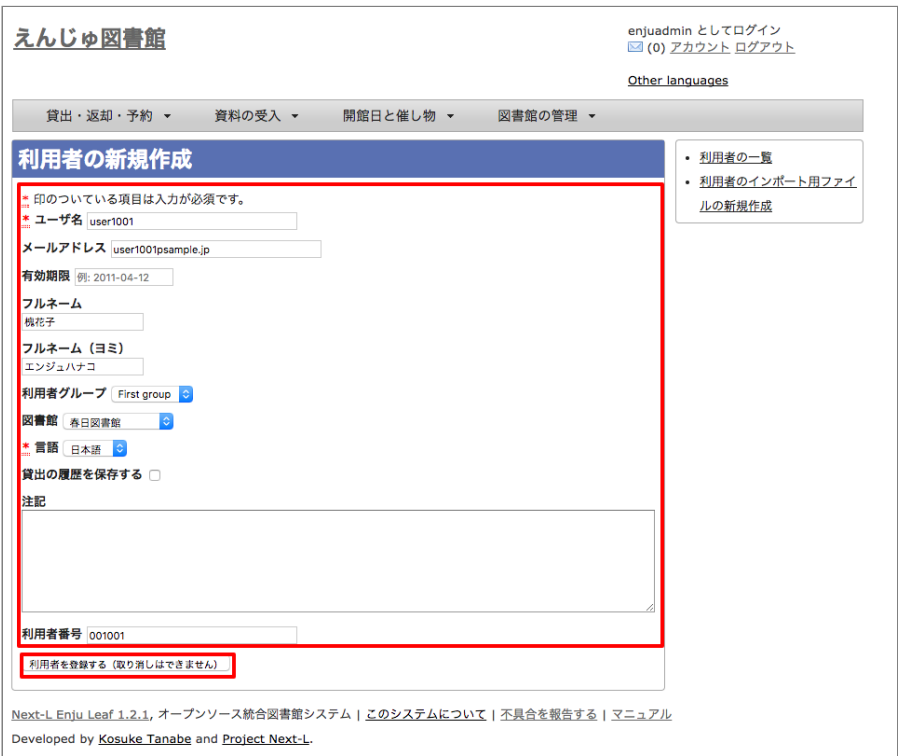 えんじゅ図書館
enjuadmin としてログイン
(0) アカウント ログアウト
Other languages
貸出・返却・予約 ▼ 資料の受入 ▼ 開館日と催し物 ▼ 図書館の管理 ▼
利用者の新規作成
* 印のついている項目は入力が必須です。
* ユーザ名 user1001
メールアドレス user1001psample.jp
有効期限 例: 2011-04-12
フルネーム
槐花子
フルネーム（ヨミ）
エンジュハナコ
利用者グループ First group
図書館 春日図書館
* 言語 日本語
貸出の履歴を保存する
注記
利用者番号 001001
利用者を登録する（取り消しはできません）
• 利用者の一覧
• 利用者のインポート用ファイ
ルの新規作成
Next-L Enju Leaf 1.2.1, オープンソース統合図書館システム | このシステムについて | 不具合を報告する | マニュアル
Developed by Kosuke Tanabe and Project Next-L.